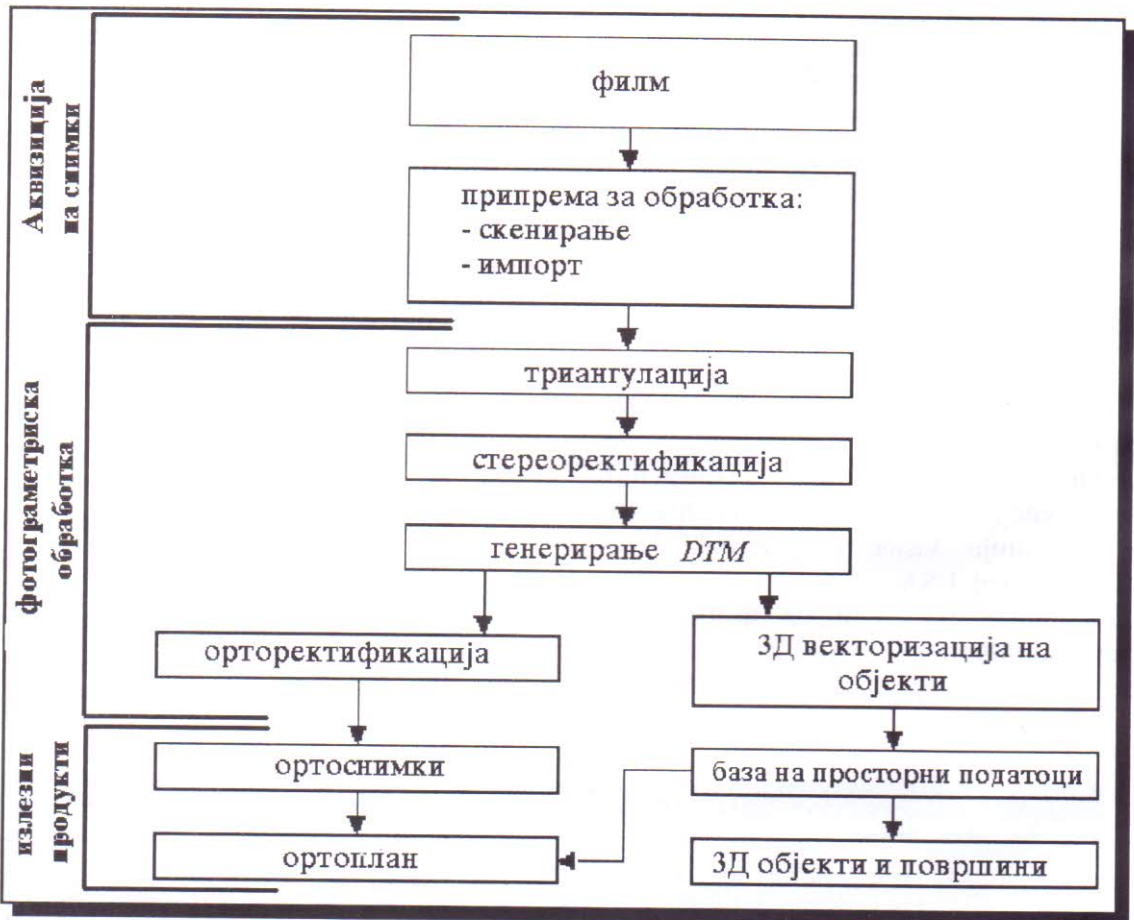 Аквизиција
на снимки
филм
припрема за обработка:
- скенирање
- импорт
фотограметриска
обработка
триангулација
стереоректификација
генерирање DTM
орторектификација
3Д векторизација на
објекти
излезни
продукти
ортоснимки
база на просторни податоци
ортоплан
3Д објекти и површини